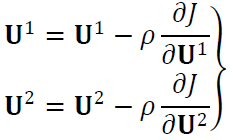 𝐔¹ = 𝐔¹ − ρ ∂J/∂𝐔¹
𝐔² = 𝐔² − ρ ∂J/∂𝐔² }